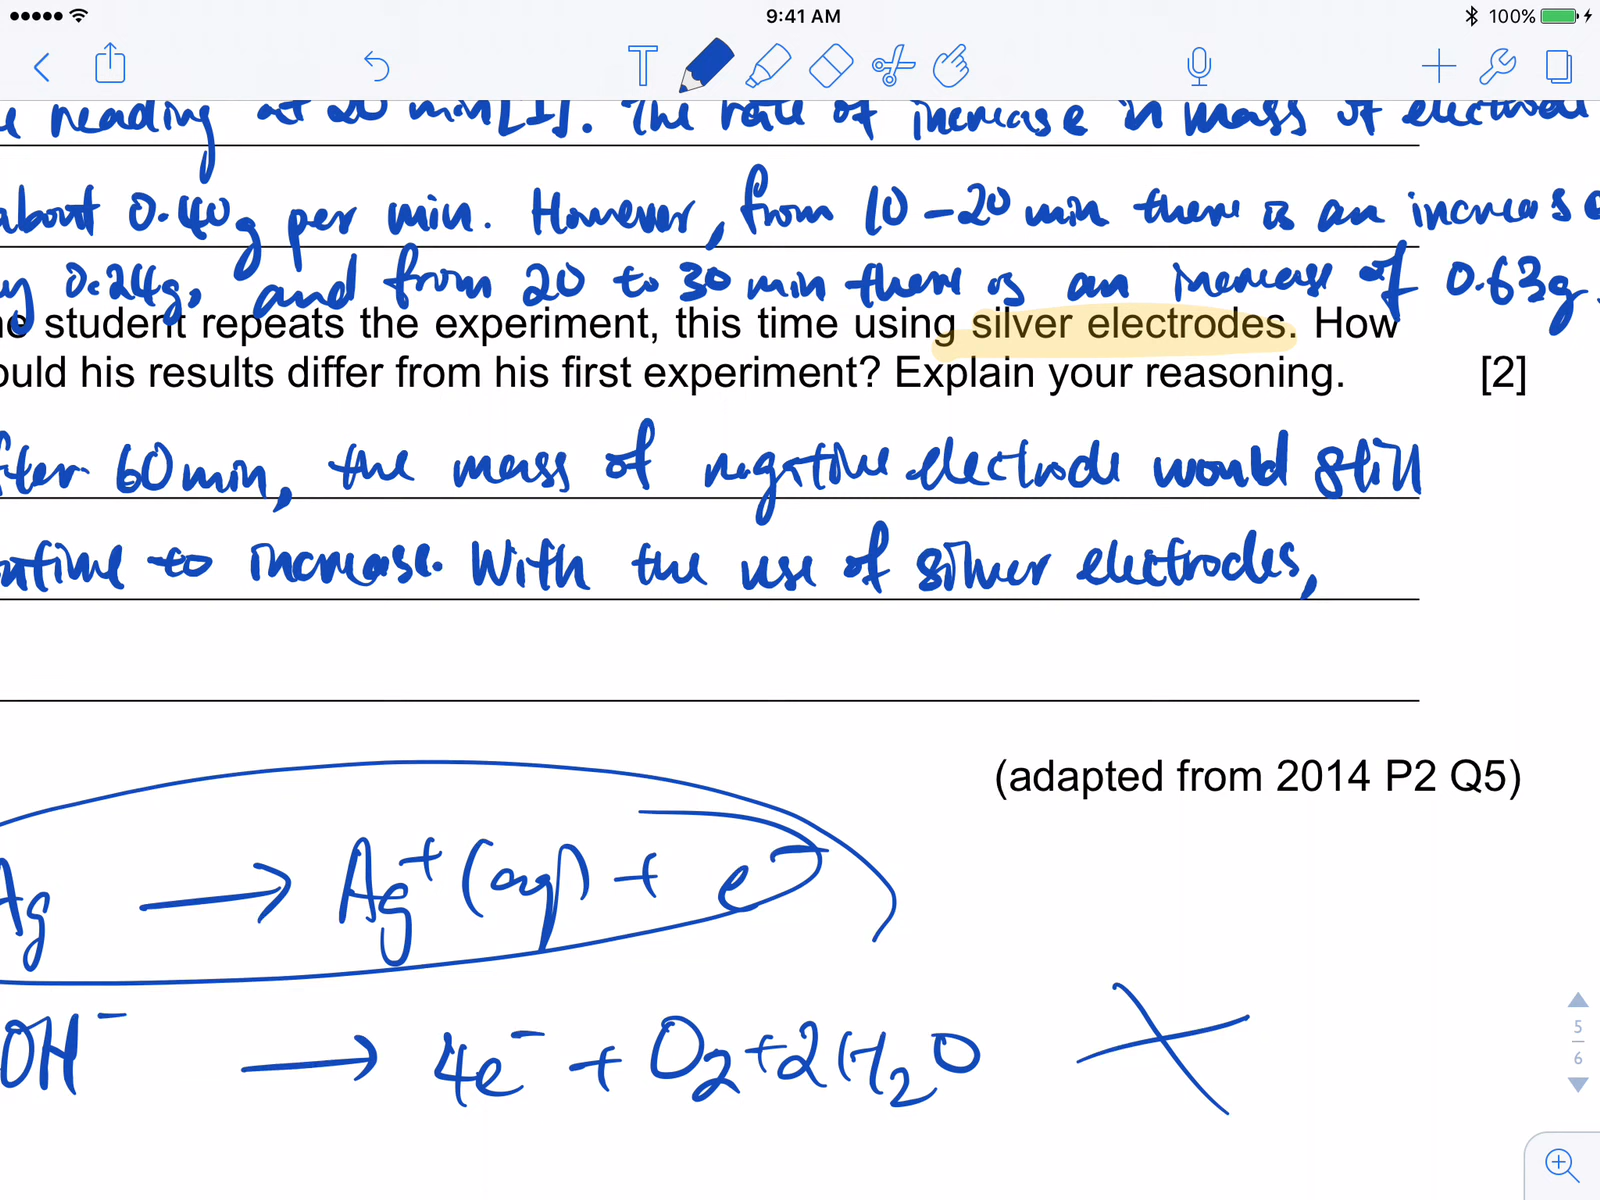 9:41 AM
100%
T
reading at 20 min [1]. The rate of increase in mass of electrode
about 0.40g per min. However, from 10-20 min there is an increase
0.24g, and from 20 to 30 min there is an increase of 0.63g.
student repeats the experiment, this time using silver electrodes. How
his results differ from his first experiment? Explain your reasoning. [2]
60 min, the mass of negative electrode would still
to increase. With the use of silver electrodes,
(adapted from 2014 P2 Q5)
Ag → Ag⁺ (aq) + e⁻
OH⁻ → 4e⁻ + O₂ + 2H₂O
5
6